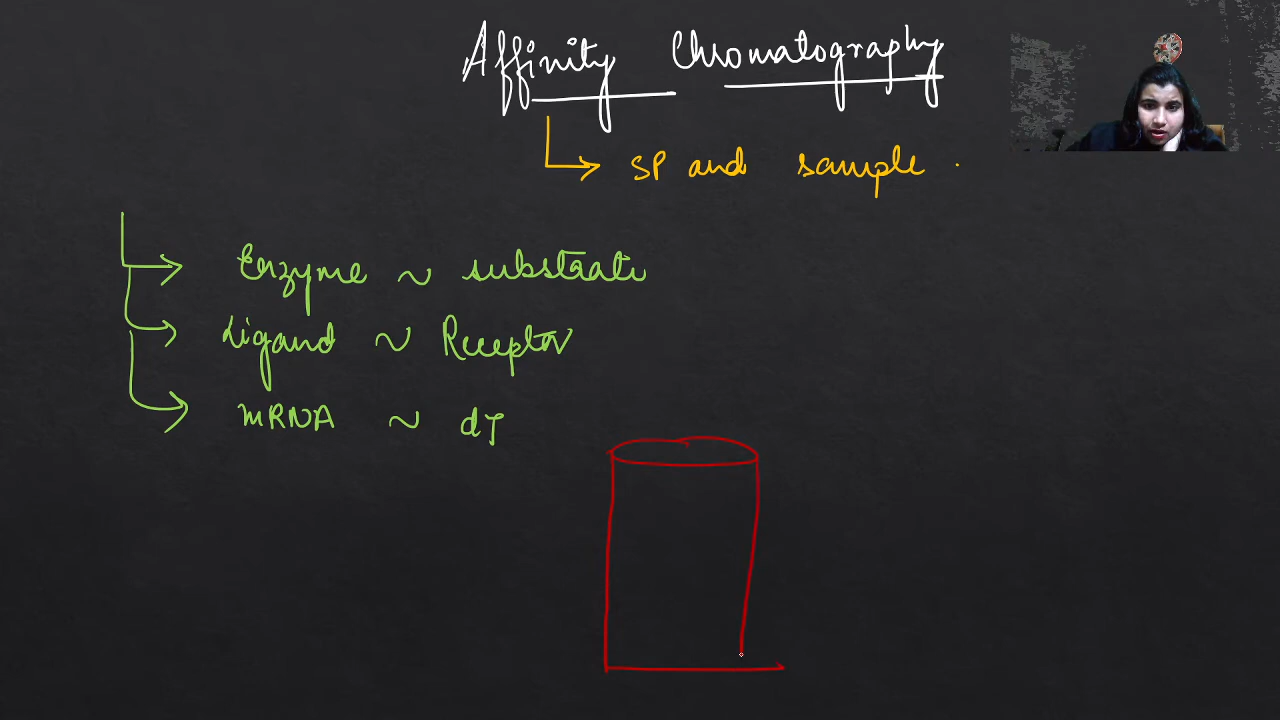 Affinity Chromatography
SP and sample.
Enzyme ~ substrate
Ligand ~ Receptor
mRNA ~ dT